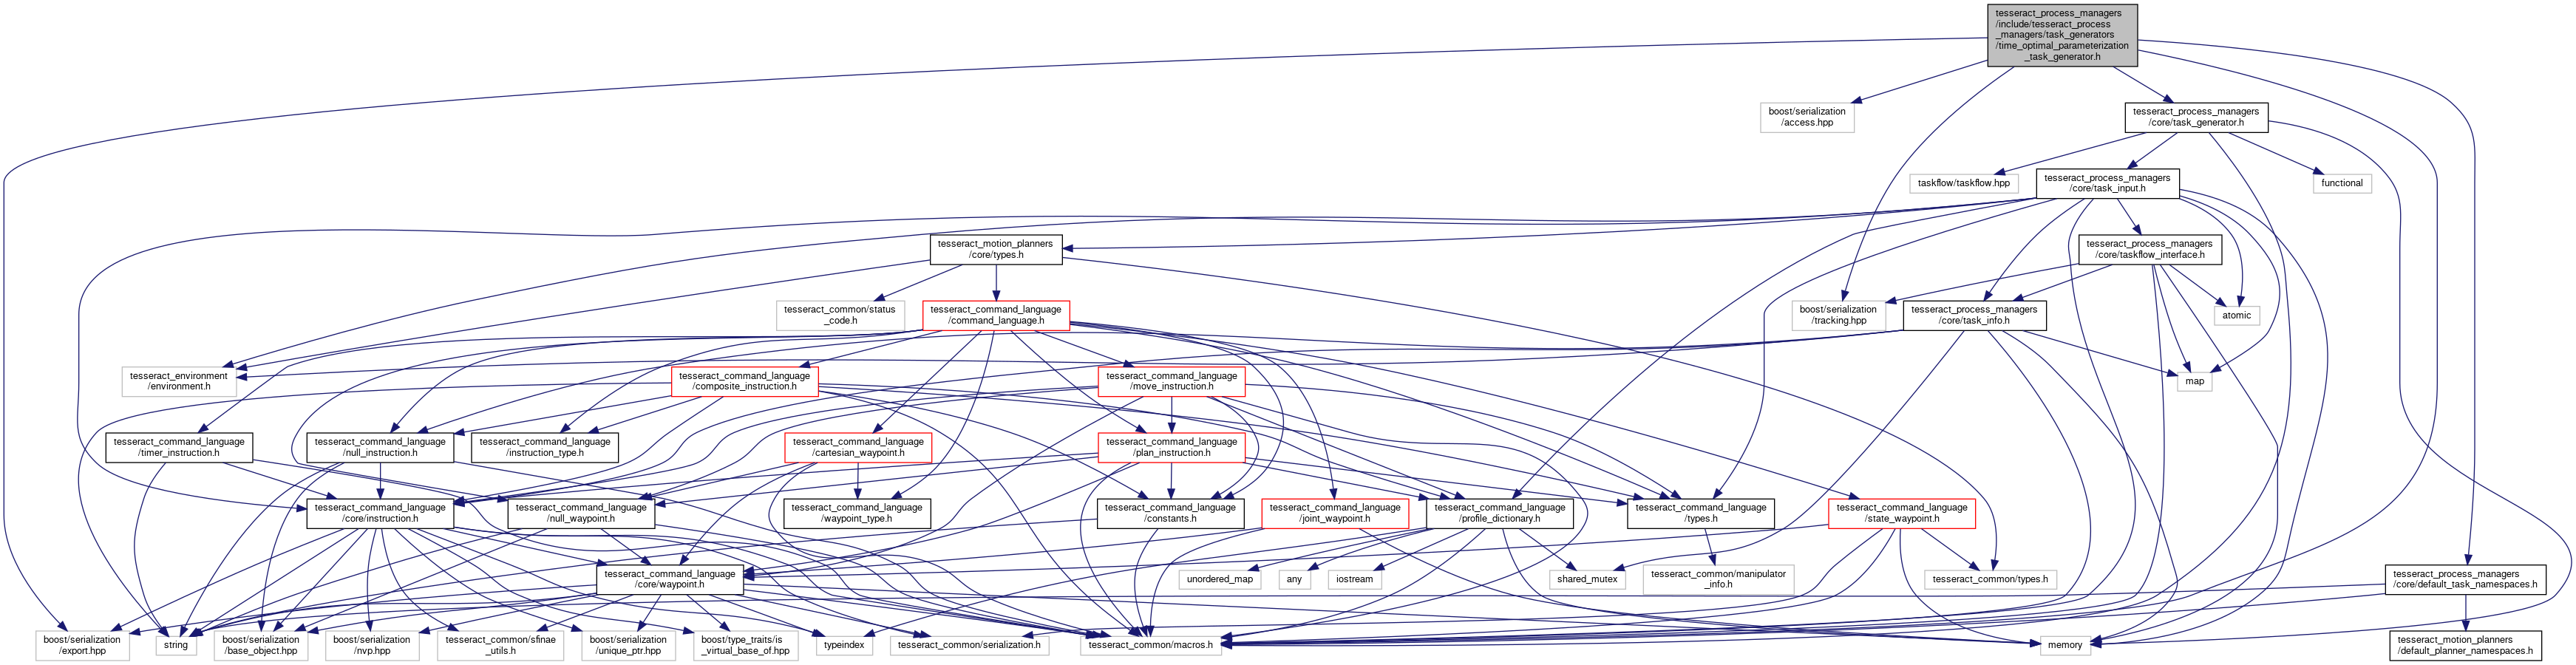 tesseract_process_managers
/include/tesseract_process
_managers/task_generators
/time_optimal_parameterization
_task_generator.h
boost/serialization
/access.hpp
tesseract_process_managers
/core/task_generator.h
taskflow/taskflow.hpp
tesseract_process_managers
/core/task_input.h
functional
tesseract_motion_planners
/core/types.h
tesseract_process_managers
/core/taskflow_interface.h
tesseract_common/status
_code.h
tesseract_command_language
/command_language.h
boost/serialization
/tracking.hpp
tesseract_process_managers
/core/task_info.h
atomic
tesseract_environment
/environment.h
tesseract_command_language
/composite_instruction.h
tesseract_command_language
/move_instruction.h
map
tesseract_command_language
/timer_instruction.h
tesseract_command_language
/null_instruction.h
tesseract_command_language
/instruction_type.h
tesseract_command_language
/cartesian_waypoint.h
tesseract_command_language
/plan_instruction.h
tesseract_command_language
/core/instruction.h
tesseract_command_language
/null_waypoint.h
tesseract_command_language
/waypoint_type.h
tesseract_command_language
/constants.h
tesseract_command_language
/joint_waypoint.h
tesseract_command_language
/profile_dictionary.h
tesseract_command_language
/types.h
tesseract_command_language
/state_waypoint.h
tesseract_command_language
/core/waypoint.h
unordered_map
any
iostream
shared_mutex
tesseract_common/manipulator
_info.h
tesseract_common/types.h
tesseract_process_managers
/core/default_task_namespaces.h
boost/serialization
/export.hpp
string
boost/serialization
/base_object.hpp
boost/serialization
/nvp.hpp
tesseract_common/sfinae
_utils.h
boost/serialization
/unique_ptr.hpp
boost/type_traits/is
_virtual_base_of.hpp
typeindex
tesseract_common/serialization.h
tesseract_common/macros.h
memory
tesseract_motion_planners
/default_planner_namespaces.h